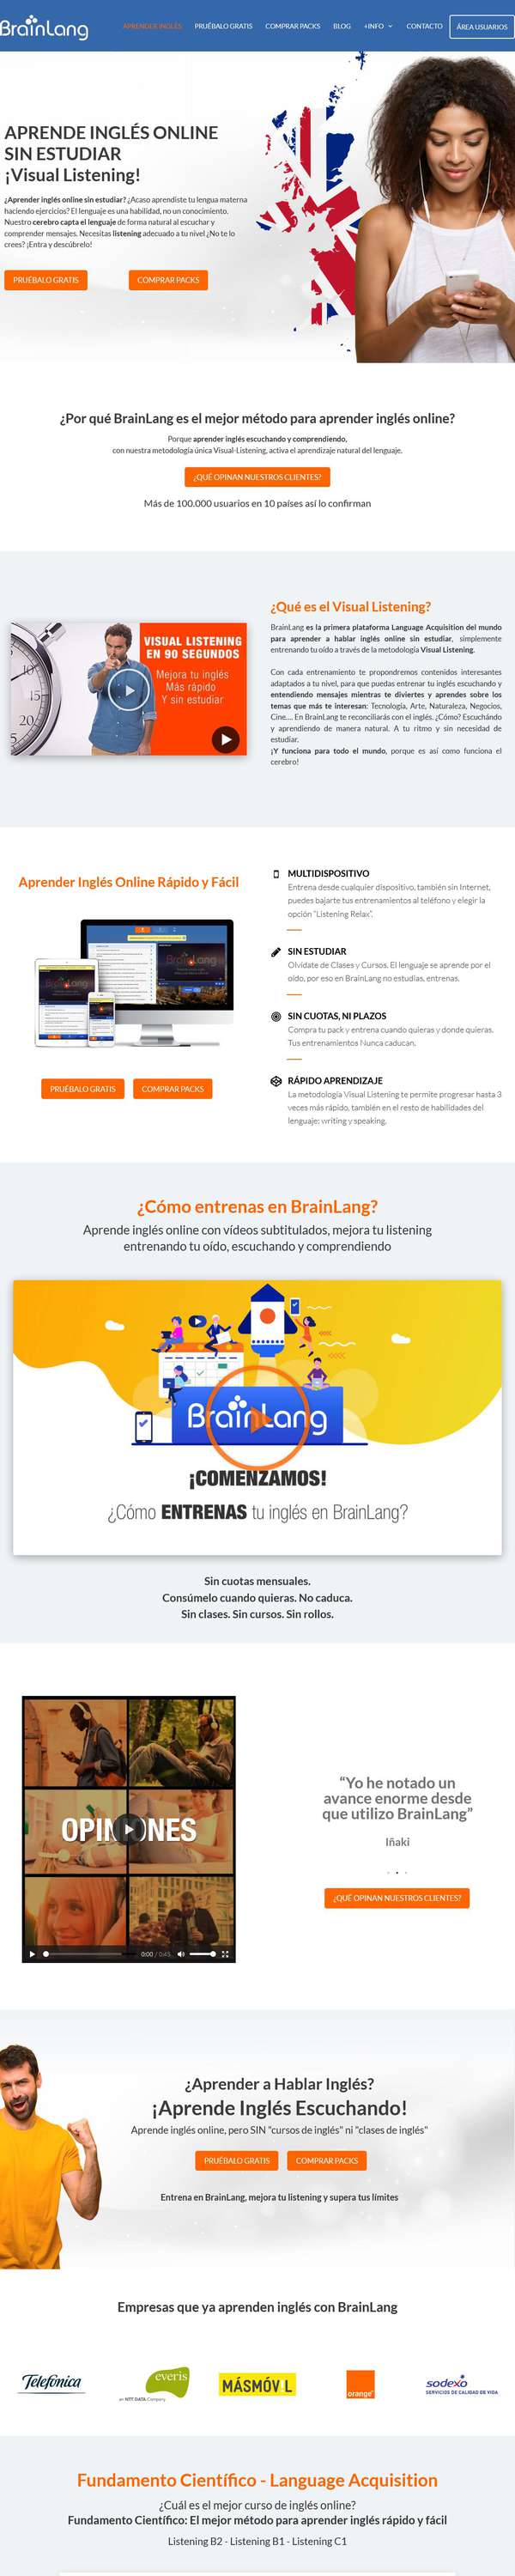 BrainLang
APRENDER INGLÉS
PRUÉBALO GRATIS
COMPRAR PACKS
BLOG
+INFO
CONTACTO
ÁREA USUARIOS
APRENDE INGLÉS ONLINE
SIN ESTUDIAR
¡Visual Listening!
¿Aprender inglés online sin estudiar? ¿Acaso aprendiste tu lengua materna
haciendo ejercicios? El lenguaje es una habilidad, no un conocimiento.
Nuestro cerebro capta el lenguaje de forma natural al escuchar y
comprender mensajes. Necesitas listening adecuado a tu nivel ¿No te lo
crees? ¡Entra y descúbrelo!
PRUÉBALO GRATIS
COMPRAR PACKS
¿Por qué BrainLang es el mejor método para aprender inglés online?
Porque aprender inglés escuchando y comprendiendo,
con nuestra metodología única Visual-Listening, activa el aprendizaje natural del lenguaje.
¿QUÉ OPINAN NUESTROS CLIENTES?
Más de 100.000 usuarios en 10 países así lo confirman
10
15
20
VISUAL LISTENING
EN 90 SEGUNDOS
Mejora tu inglés
Más rápido
Y sin estudiar
¿Qué es el Visual Listening?
BrainLang es la primera plataforma Language Acquisition del mundo
para aprender a hablar inglés online sin estudiar, simplemente
entrenando tu oído a través de la metodología Visual Listening.
Con cada entrenamiento te propondremos contenidos interesantes
adaptados a tu nivel, para que puedas entrenar tu inglés escuchando y
entendiendo mensajes mientras te diviertes y aprendes sobre los
temas que más te interesan: Tecnología, Arte, Naturaleza, Negocios,
Cine.... En BrainLang te reconciliarás con el inglés. ¿Cómo? Escuchándo
y aprendiendo de manera natural. A tu ritmo y sin necesidad de
estudiar.
¡Y funciona para todo el mundo, porque es así como funciona el
cerebro!
Aprender Inglés Online Rápido y Fácil
PRUÉBALO GRATIS
COMPRAR PACKS
MULTIDISPOSITIVO
Entrena desde cualquier dispositivo, también sin Internet,
puedes bajarte tus entrenamientos al teléfono y elegir la
opción "Listening Relax".
SIN ESTUDIAR
Olvídate de Clases y Cursos. El lenguaje se aprende por el
oído, por eso en BrainLang no estudias, entrenas.
SIN CUOTAS, NI PLAZOS
Compra tu pack y entrena cuando quieras y donde quieras.
Tus entrenamientos Nunca caducan.
RÁPIDO APRENDIZAJE
La metodología Visual Listening te permite progresar hasta 3
veces más rápido, también en el resto de habilidades del
lenguaje: writing y speaking.
¿Cómo entrenas en BrainLang?
Aprende inglés online con vídeos subtitulados, mejora tu listening
entrenando tu oído, escuchando y comprendiendo
BrainLang
¡COMENZAMOS!
¿Cómo ENTRENAS tu inglés en BrainLang?
Sin cuotas mensuales.
Consúmelo cuando quieras. No caduca.
Sin clases. Sin cursos. Sin rollos.
OPINIONES
0:00 / 0:45
"Yo he notado un
avance enorme desde
que utilizo BrainLang"
Iñaki
¿QUÉ OPINAN NUESTROS CLIENTES?
¿Aprender a Hablar Inglés?
¡Aprende Inglés Escuchando!
Aprende inglés online, pero SIN "cursos de inglés" ni "clases de inglés"
PRUÉBALO GRATIS
COMPRAR PACKS
Entrena en BrainLang, mejora tu listening y supera tus límites
Empresas que ya aprenden inglés con BrainLang
Telefónica
everis
an NTT DATA Company
MÁSMÓVIL
orange
sodexo
SERVICIOS DE CALIDAD DE VIDA
Fundamento Científico - Language Acquisition
¿Cuál es el mejor curso de inglés online?
Fundamento Científico: El mejor método para aprender inglés rápido y fácil
Listening B2 - Listening B1 - Listening C1